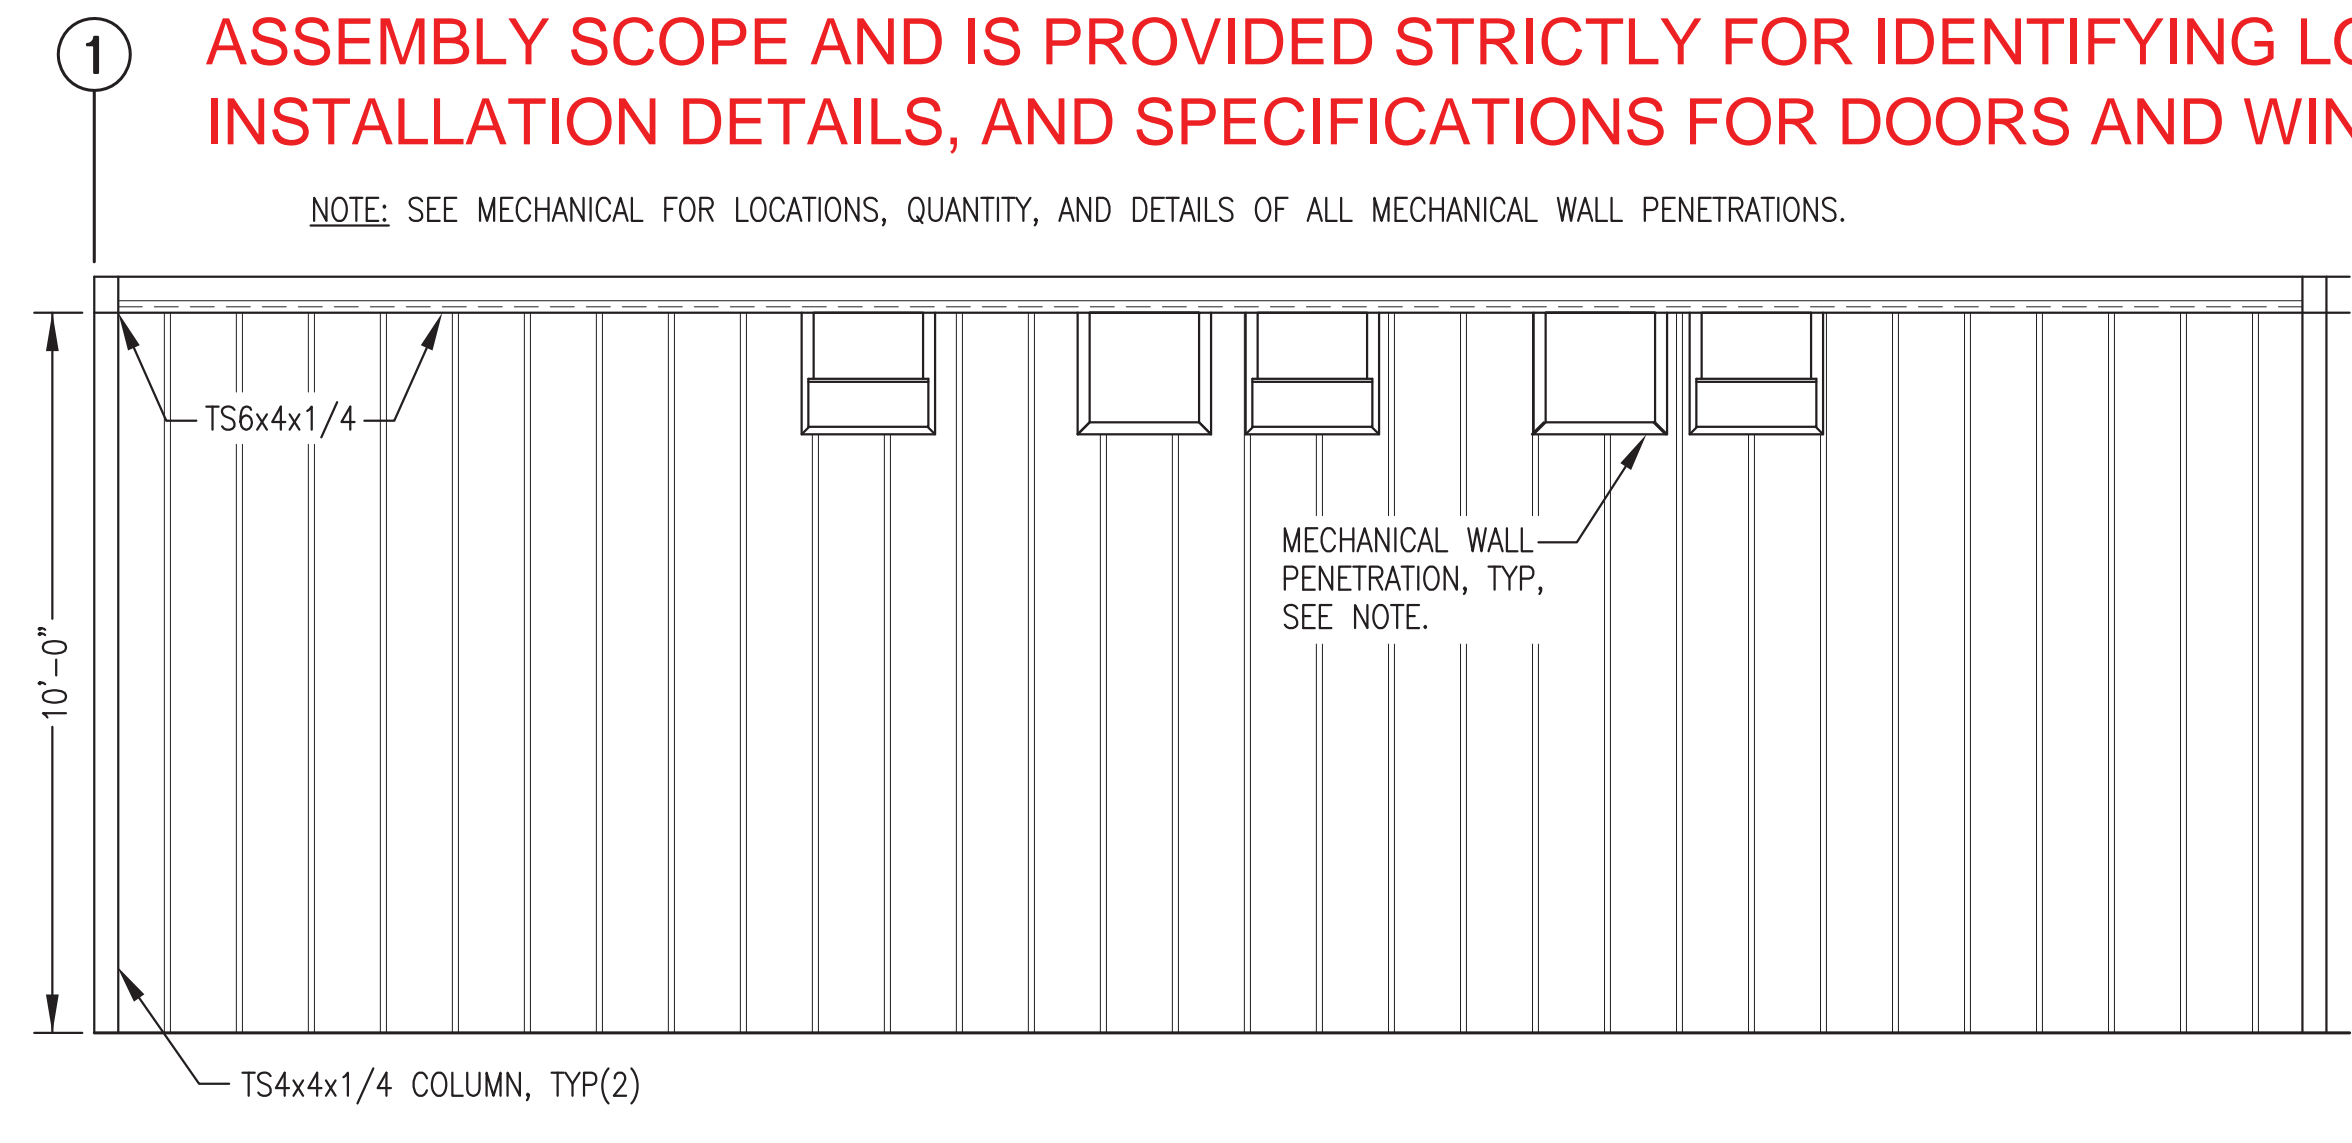 1
ASSEMBLY SCOPE AND IS PROVIDED STRICTLY FOR IDENTIFYING
INSTALLATION DETAILS, AND SPECIFICATIONS FOR DOORS AND
NOTE: SEE MECHANICAL FOR LOCATIONS, QUANTITY, AND DETAILS OF ALL MECHANICAL WALL PENETRATIONS.
TS6x4x1/4
MECHANICAL WALL
PENETRATION, TYP,
SEE NOTE.
10'-0"
TS4x4x1/4 COLUMN, TYP(2)